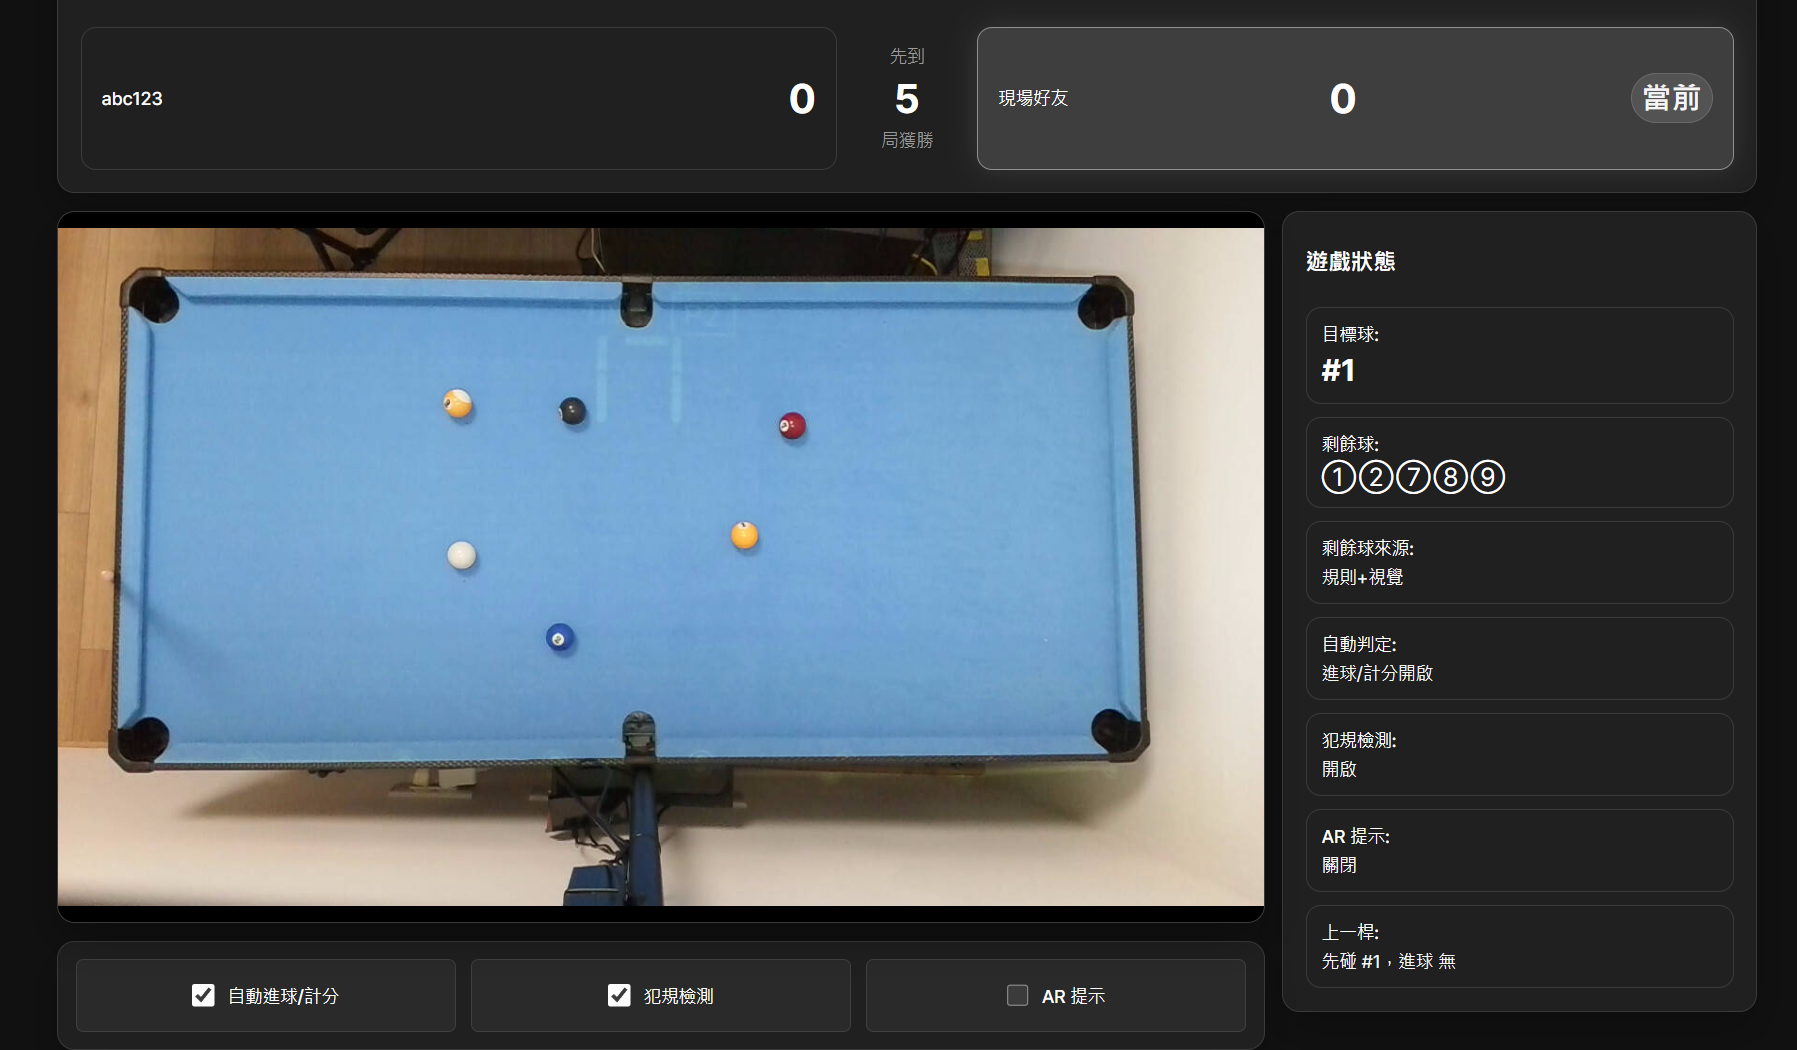 先到
abc123
0
5
現場好友
0
當前
局獲勝
遊戲狀態
目標球:
#1
剩餘球:
①②⑦⑧⑨
剩餘球來源:
規則+視覺
自動判定:
進球/計分開啟
犯規檢測:
開啟
AR 提示:
關閉
上一桿:
先碰 #1，進球 無
自動進球/計分
犯規檢測
AR 提示